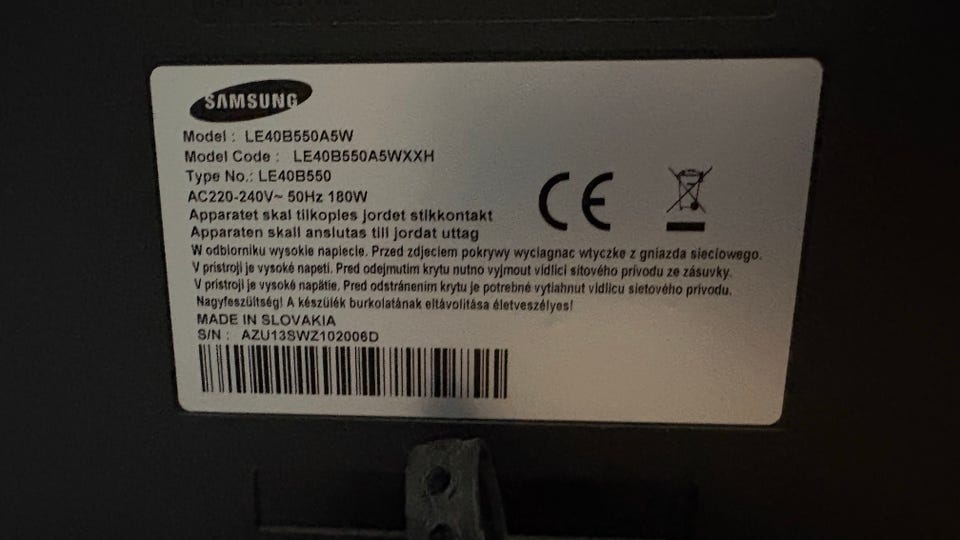 SAMSUNG
Model : LE40B550A5W
Model Code : LE40B550A5WXXH
Type No.: LE40B550
AC220-240V~ 50Hz 180W
Apparatet skal tilkoples jordet stikkontakt
Apparaten skall anslutas till jordat uttag
W odbiorniku wysokie napiecie. Przed zdjeciem pokrywy wyciagnac wtyczke z gniazda sieciowego.
V pristroji je vysoké napeti. Pred odejmutim krytu nutno vyjmout vidlici sitového privodu ze zásuvky.
V pristroji je vysoké napätie. Pred odstránením krytu je potrebné vytiahnut vidlicu sietového privodu.
Nagyfeszültség! A készülék burkolatának eltávolitása életveszélyes!
MADE IN SLOVAKIA
S/N : AZU13SWZ102006D
CE